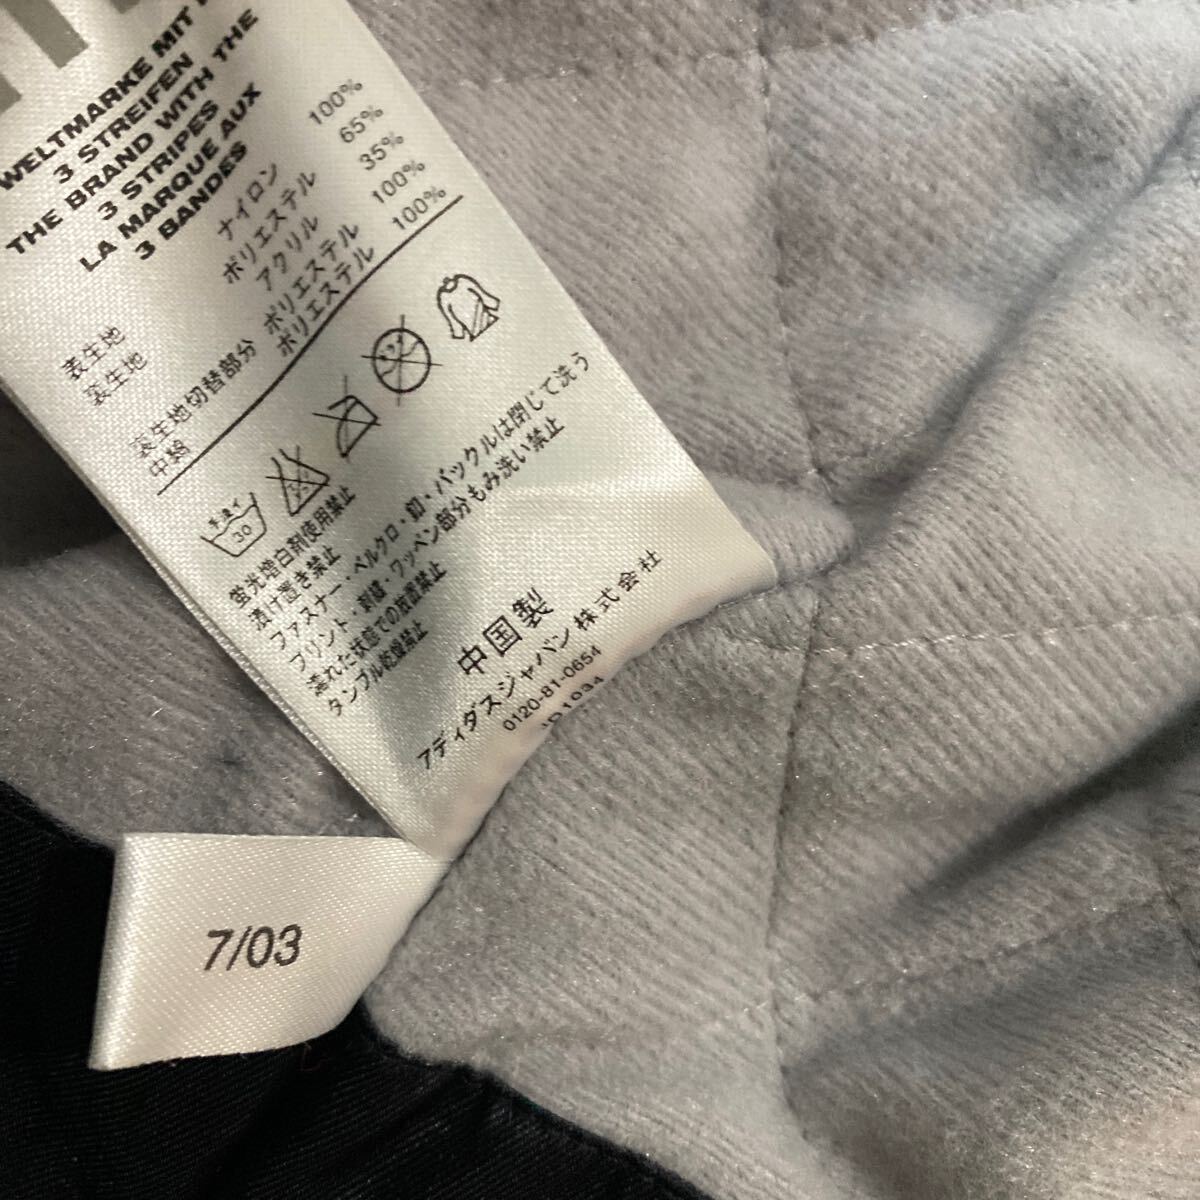 WELTMARKE MIT
3 STREIFEN
THE BRAND WITH THE
3 STRIPES
LA MARQUE AUX
3 BANDES
表生地 ナイロン 100%
裏生地 ポリエステル 65%
アクリル 35%
裏生地切替部分 ポリエステル 100%
中綿 ポリエステル 100%
手洗イ
30
蛍光増白剤使用禁止
漬け置き禁止
ファスナー・ベルクロ・釦・バックルは閉じて洗う
プリント・刺繍・ワッペン部分もみ洗い禁止
濡れた状態での放置禁止
タンブル乾燥禁止
中国製
アディダスジャパン株式会社
0120-81-0654
7/03